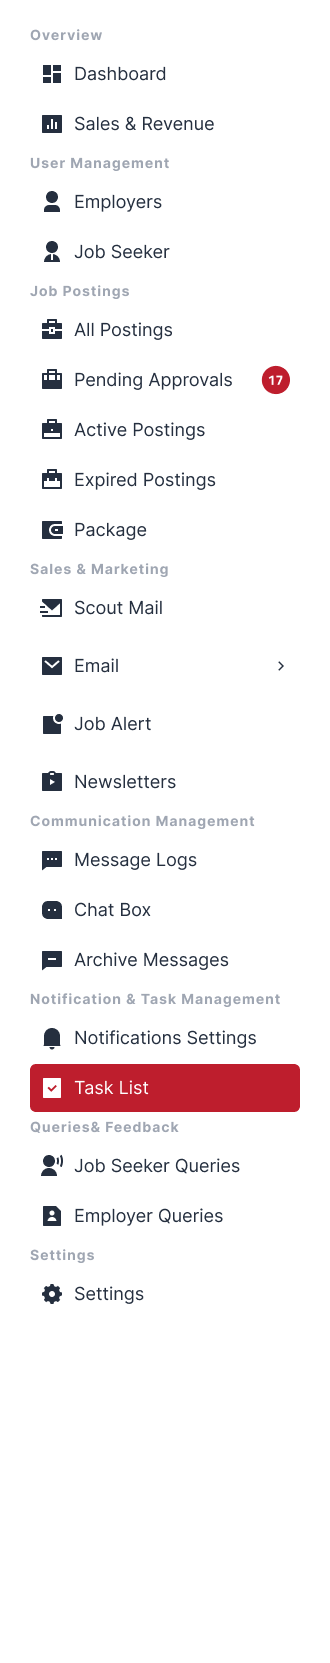 Overview
Dashboard
Sales & Revenue
User Management
Employers
Job Seeker
Job Postings
All Postings
Pending Approvals 17
Active Postings
Expired Postings
Package
Sales & Marketing
Scout Mail
Email
Job Alert
Newsletters
Communication Management
Message Logs
Chat Box
Archive Messages
Notification & Task Management
Notifications Settings
Task List
Queries& Feedback
Job Seeker Queries
Employer Queries
Settings
Settings